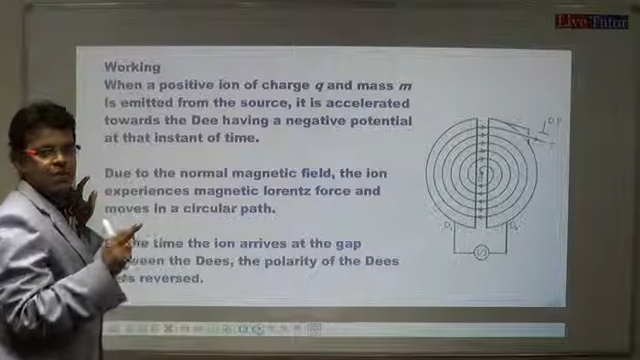 Live-Tutor
Working
When a positive ion of charge q and mass m
is emitted from the source, it is accelerated
towards the Dee having a negative potential
at that instant of time.
Due to the normal magnetic field, the ion
experiences magnetic lorentz force and
moves in a circular path.
time the ion arrives at the gap
the Dees, the polarity of the Dees
reversed.
D.P